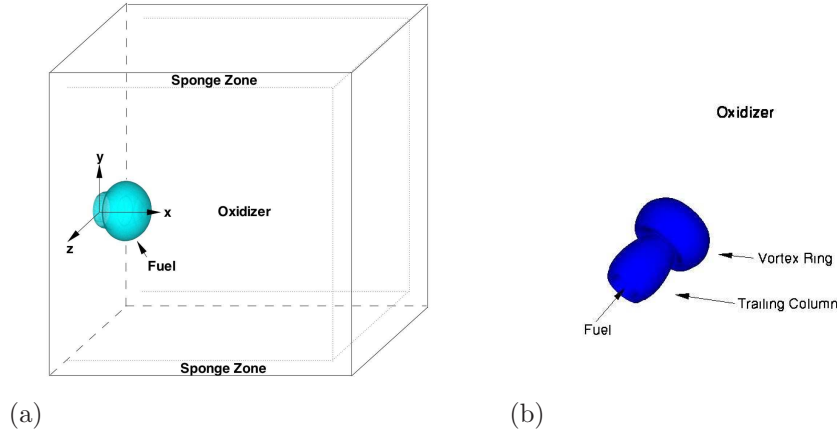 Sponge Zone
y
x
z
Oxidizer
Fuel
Sponge Zone
(a)
Oxidizer
Vortex Ring
Trailing Column
Fuel
(b)